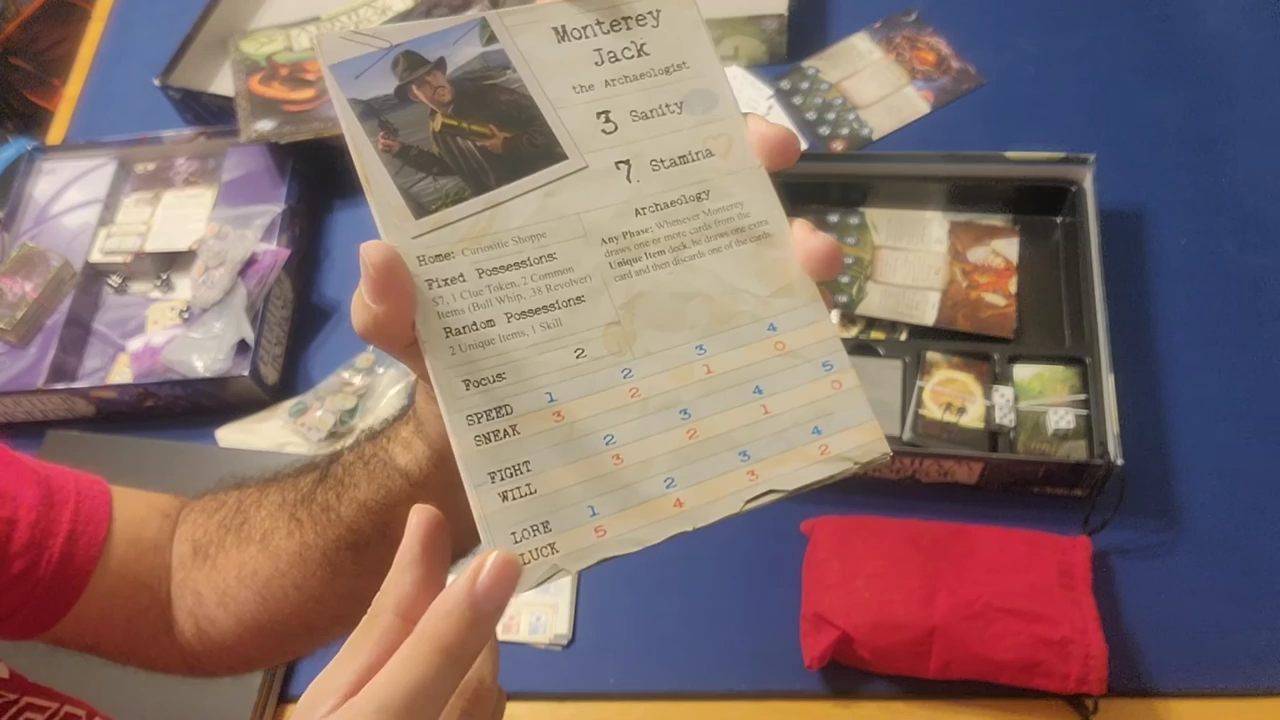 Monterey
Jack
the Archaeologist
3 Sanity
7 Stamina
Home: Curiositie Shoppe
Fixed Possessions:
$7, 1 Clue Token, 2 Common
Items (Bull Whip, .38 Revolver)
Random Possessions:
2 Unique Items, 1 Skill
Archaeology
Any Phase: Whenever Monterey
draws one or more cards from the
Unique Item deck, he draws one extra
card and then discards one of the cards.
Focus: 2
SPEED 1 2 3 4
SNEAK 3 2 1 0
FIGHT 2 3 4 5
WILL 3 2 1 0
LORE 1 2 3 4
LUCK 5 4 3 2